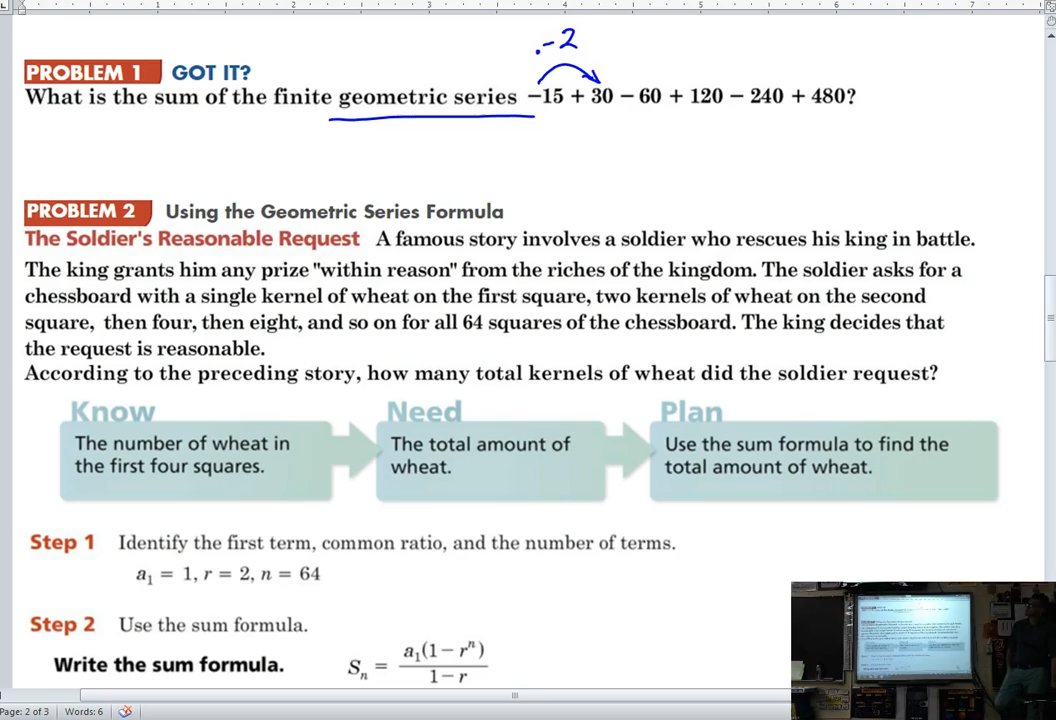 .-2
PROBLEM 1 GOT IT?
What is the sum of the finite geometric series −15 + 30 − 60 + 120 − 240 + 480?
PROBLEM 2 Using the Geometric Series Formula
The Soldier's Reasonable Request A famous story involves a soldier who rescues his king in battle.
The king grants him any prize "within reason" from the riches of the kingdom. The soldier asks for a
chessboard with a single kernel of wheat on the first square, two kernels of wheat on the second
square, then four, then eight, and so on for all 64 squares of the chessboard. The king decides that
the request is reasonable.
According to the preceding story, how many total kernels of wheat did the soldier request?
Know Need Plan
The number of wheat in The total amount of Use the sum formula to find the
the first four squares. wheat. total amount of wheat.
Step 1 Identify the first term, common ratio, and the number of terms.
a₁ = 1, r = 2, n = 64
Step 2 Use the sum formula.
Write the sum formula. Sₙ = a₁(1 − rⁿ) / 1 − r
Page: 2 of 3 Words: 6